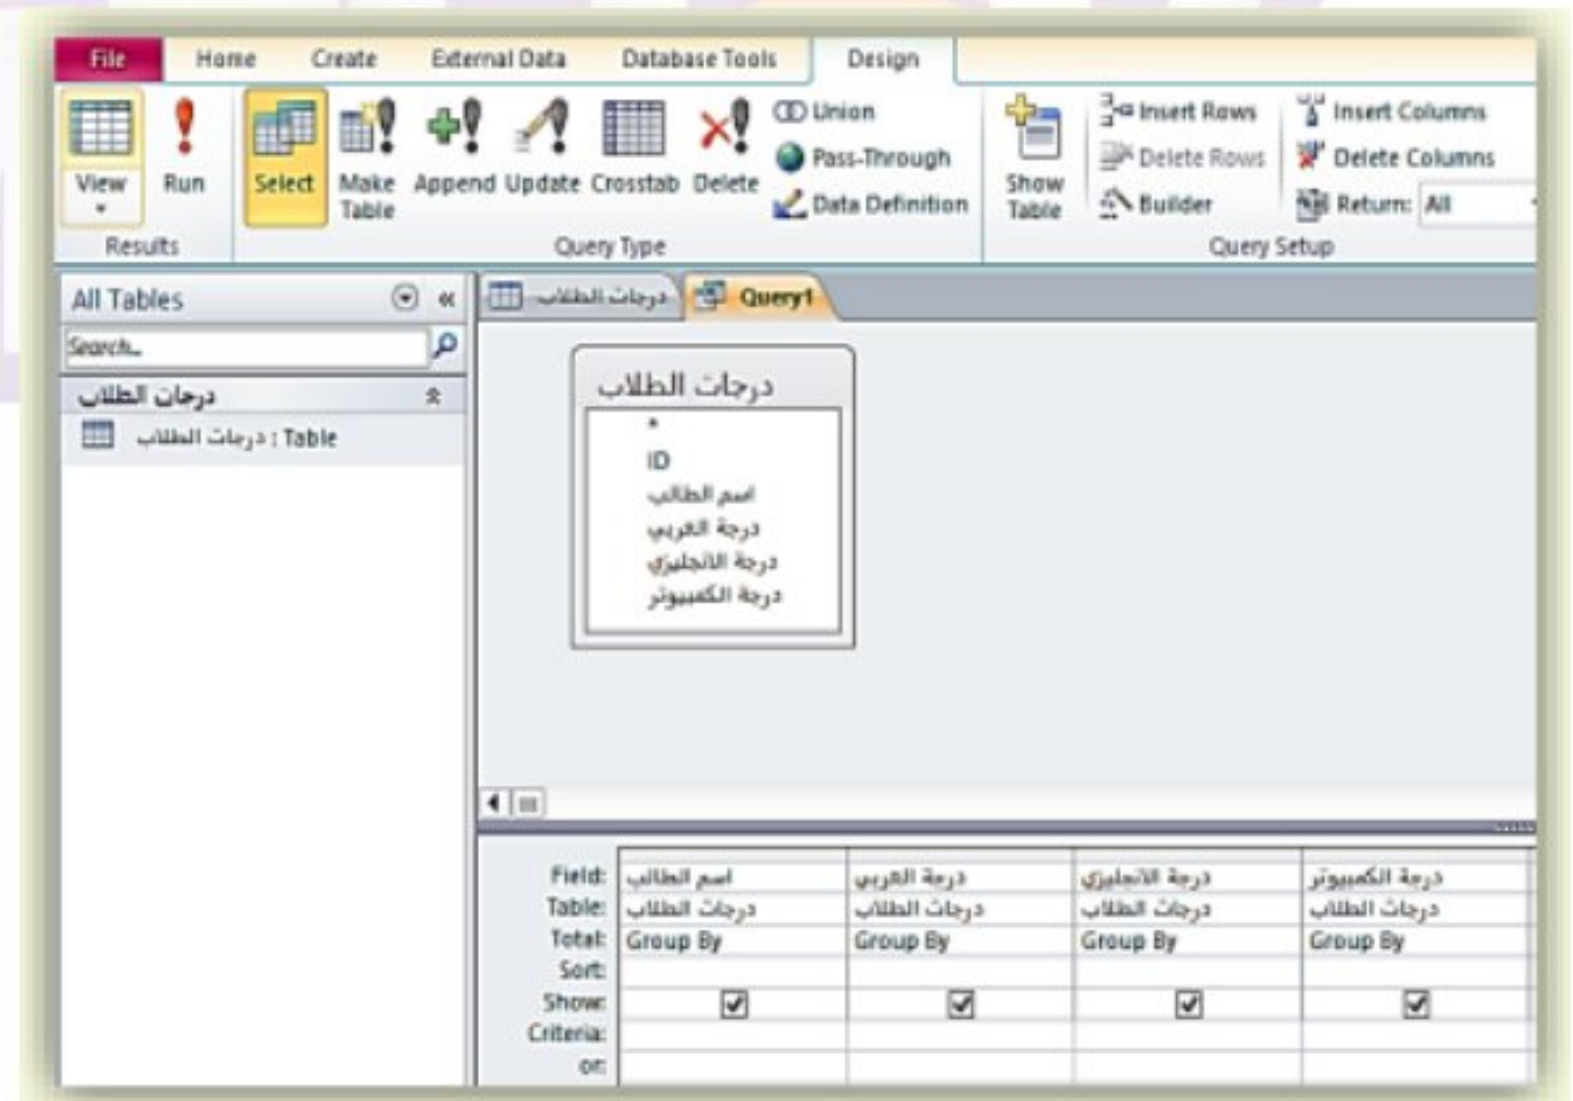 File Home Create External Data Database Tools Design
View Run Select Make Table Append Update Crosstab Delete
Union
Pass-Through
Data Definition
Show Table
Insert Rows
Delete Rows
Builder
Insert Columns
Delete Columns
Return: All
Results Query Type Query Setup
All Tables
Search...
درجات الطلاب
درجات الطلاب : Table
درجات الطلاب Query1
درجات الطلاب
*
ID
اسم الطالب
درجة العربي
درجة الانجليزي
درجة الكمبيوتر
Field: اسم الطالب درجة العربي درجة الانجليزي درجة الكمبيوتر
Table: درجات الطلاب درجات الطلاب درجات الطلاب درجات الطلاب
Total: Group By Group By Group By Group By
Sort:
Show:
Criteria:
or: